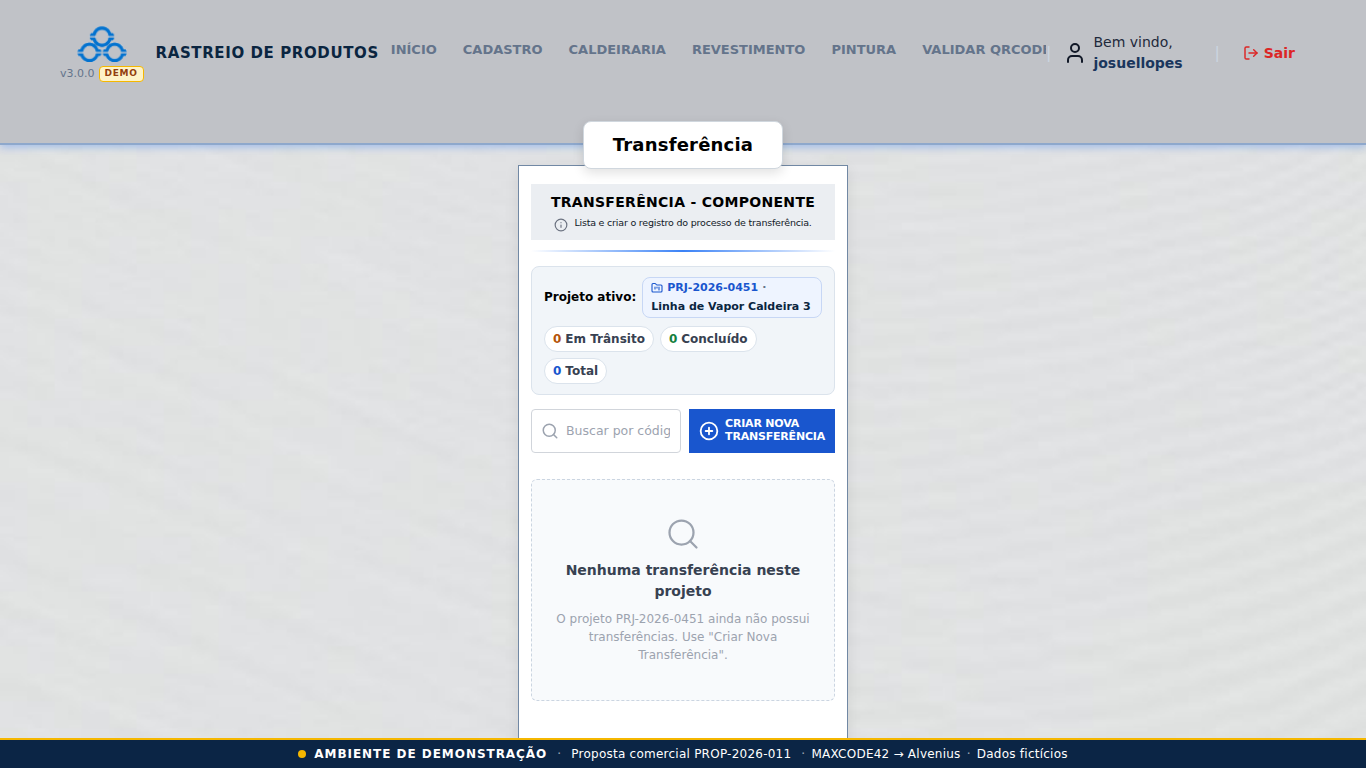 v3.0.0 DEMO
RASTREIO DE PRODUTOS
INÍCIO CADASTRO CALDEIRARIA REVESTIMENTO PINTURA VALIDAR QRCODE
Bem vindo,
josuellopes
Sair
Transferência
TRANSFERÊNCIA - COMPONENTE
Lista e criar o registro do processo de transferência.
Projeto ativo:
PRJ-2026-0451 ·
Linha de Vapor Caldeira 3
0 Em Trânsito
0 Concluído
0 Total
Buscar por códig
CRIAR NOVA
TRANSFERÊNCIA
Nenhuma transferência neste
projeto
O projeto PRJ-2026-0451 ainda não possui
transferências. Use "Criar Nova
Transferência".
AMBIENTE DE DEMONSTRAÇÃO · Proposta comercial PROP-2026-011 · MAXCODE42 → Alvenius · Dados fictícios